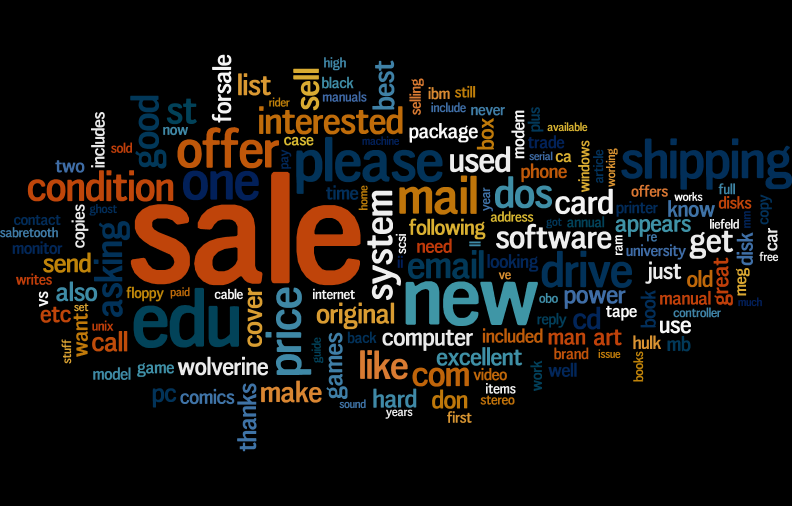 high
forsale
sell
list
black
best
selling
ibm
still
rider
manuals
good
st
include
never
plus
now
includes
interested
box
modem
package
available
offer
case
machine
trade
sold
pay
please
used
serial
ca
windows
article
working
shipping
two
phone
condition
one
time
home
mail
year
dos
card
offers
full
works
disks
copy
know
printer
sale
system
address
got
annual
appears
liefeld
mm
contact
ghost
copies
following
software
ram
re
get
car
sabretooth
asking
scsi
need
ii
university
disk
free
monitor
send
ii
email
looking
drive
just
old
great
meg
writes
ve
vs
also
floppy
paid
cable
cover
price
internet
new
obo
power
book
manual
much
edu
etc
want
set
original
reply
cd
tape
controller
unix
call
stuff
guide
games
back
computer
included
man
art
use
hulk
mb
model
game
wolverine
like
excellent
brand
issue
books
com
video
work
well
pc
comics
thanks
make
sound
hard
years
don
items
stereo
first